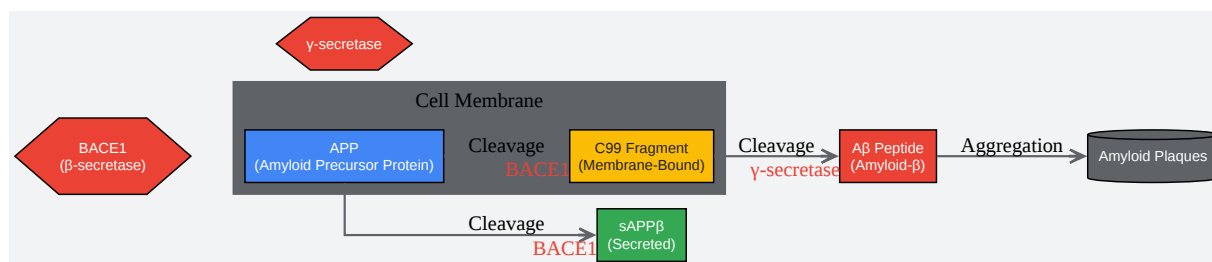 γ-secretase
Cell Membrane
BACE1
(β-secretase)
APP
(Amyloid Precursor Protein)
Cleavage
BACE1
C99 Fragment
(Membrane-Bound)
Cleavage
γ-secretase
Aβ Peptide
(Amyloid-β)
Aggregation
Amyloid Plaques
Cleavage
BACE1
sAPPβ
(Secreted)